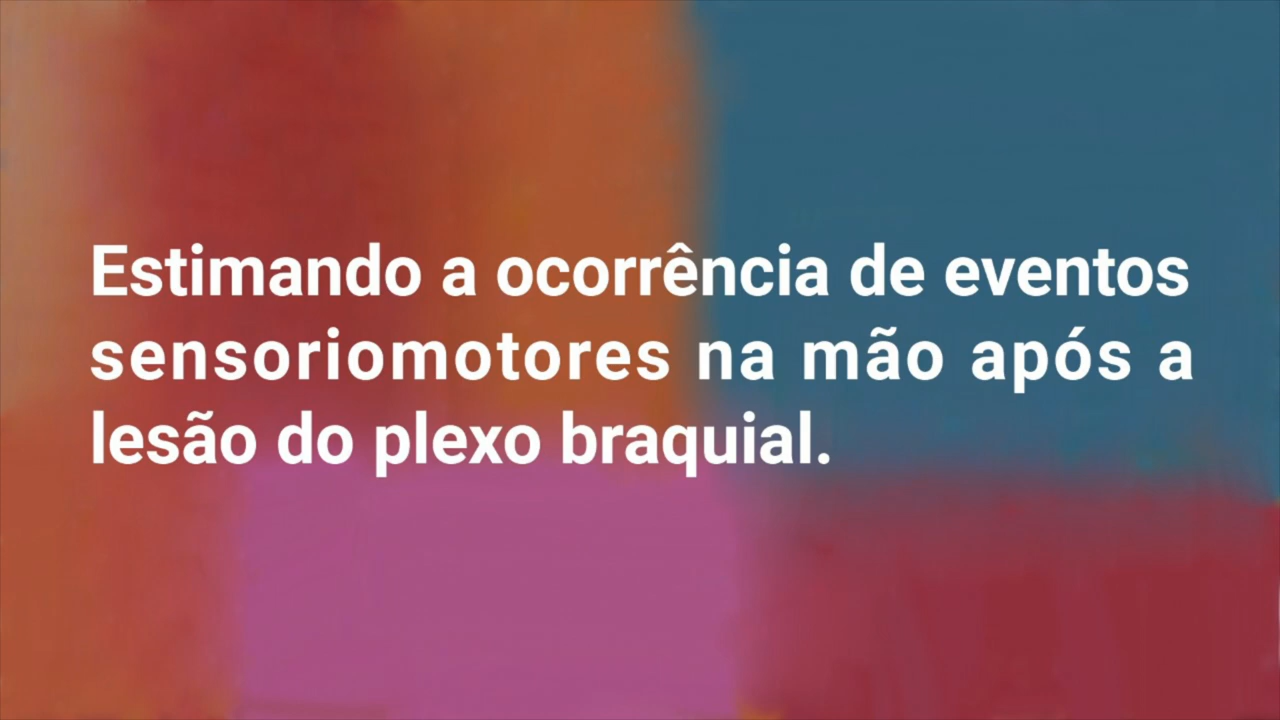 Estimando a ocorrência de eventos
sensoriomotores na mão após a
lesão do plexo braquial.